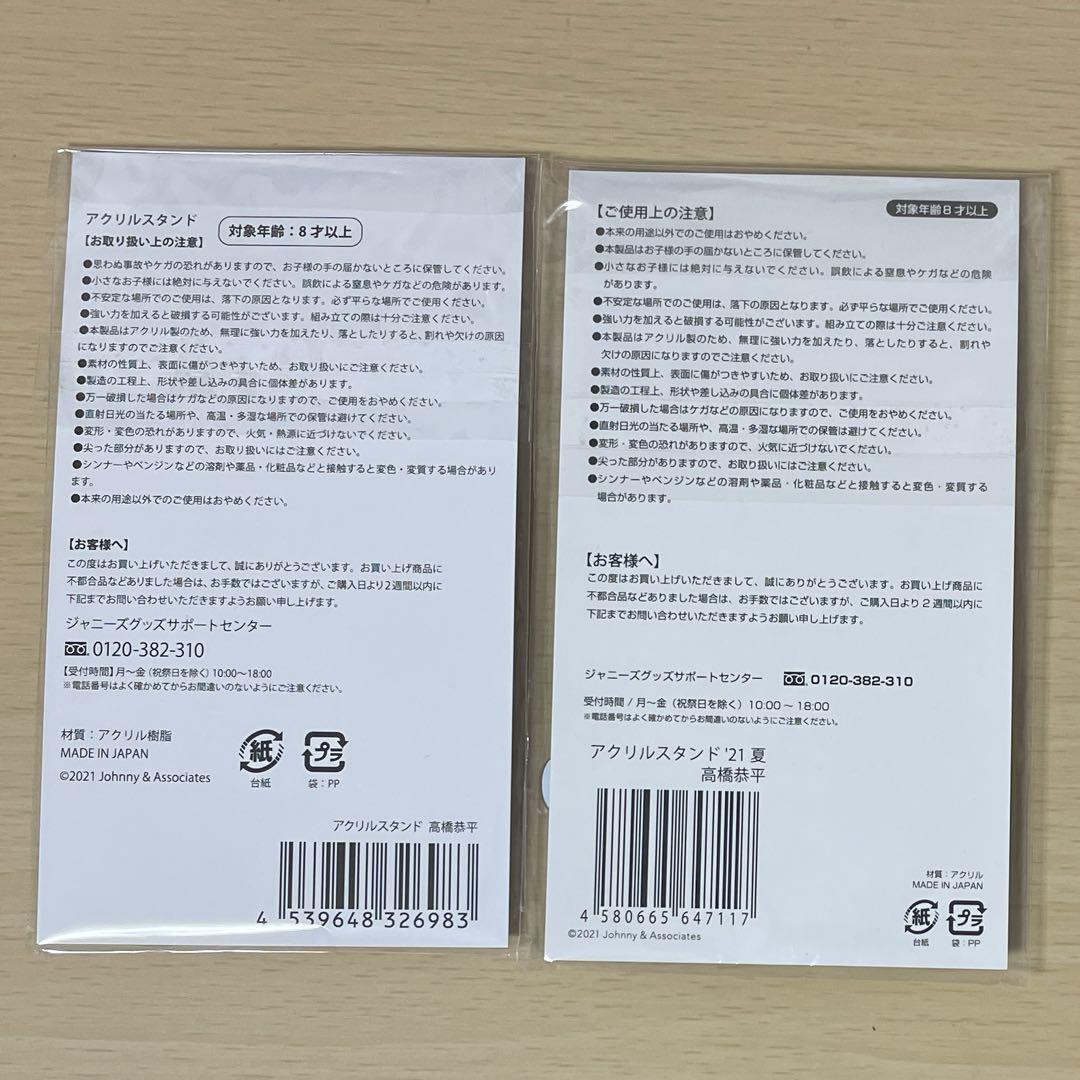 アクリルスタンド
対象年齢：8才以上
【お取り扱い上の注意】
●思わぬ事故やケガの恐れがありますので、お子様の手の届かないところに保管してください。
●小さなお子様には絶対に与えないでください。誤飲による窒息やケガなどの危険があります。
●不安定な場所でのご使用は、落下の原因となります。必ず平らな場所でご使用ください。
●強い力を加えると破損する可能性がございます。組み立ての際は十分ご注意ください。
●本製品はアクリル製のため、無理に強い力を加えたり、落としたりすると、割れや欠けの原因
になりますのでご注意ください。
●素材の性質上、表面に傷がつきやすいため、お取り扱いにご注意ください。
●製造の工程上、形状や差し込みの具合に個体差があります。
●万一破損した場合はケガなどの原因になりますので、ご使用をおやめください。
●直射日光の当たる場所や、高温・多湿な場所での保管は避けてください。
●変形・変色の恐れがありますので、火気・熱源に近づけないでください。
●尖った部分がありますので、お取り扱いにはご注意ください。
●シンナーやベンジンなどの溶剤や薬品・化粧品などと接触すると変色・変質する場合があり
ます。
●本来の用途以外でのご使用はおやめください。
【お客様へ】
この度はお買い上げいただきまして、誠にありがとうございます。お買い上げ商品に
不都合品などありました場合は、お手数ではございますが、ご購入日より2週間以内に
下記までお問い合わせいただきますようお願い申し上げます。
ジャニーズグッズサポートセンター
0120-382-310
【受付時間】月～金（祝祭日を除く）10:00～18:00
※電話番号はよく確かめてからお間違いのないようにご注意ください。
材質：アクリル樹脂
MADE IN JAPAN
©2021 Johnny & Associates
紙
台紙
プラ
袋：PP
アクリルスタンド 高橋恭平
4 539648 326983
【ご使用上の注意】
対象年齢8才以上
●本来の用途以外でのご使用はおやめください。
●本製品はお子様の手の届かないところに保管してください。
●小さなお子様には絶対に与えないでください。誤飲による窒息やケガなどの危険
があります。
●不安定な場所でのご使用は、落下の原因となります。必ず平らな場所でご使用ください。
●強い力を加えると破損する可能性がございます。組み立ての際は十分ご注意ください。
●本製品はアクリル製のため、無理に強い力を加えたり、落としたりすると、割れや
欠けの原因になりますのでご注意ください。
●素材の性質上、表面に傷がつきやすいため、お取り扱いにご注意ください。
●製造の工程上、形状や差し込みの具合に個体差があります。
●万一破損した場合はケガなどの原因になりますので、ご使用をおやめください。
●直射日光の当たる場所や、高温・多湿な場所での保管は避けてください。
●変形・変色の恐れがありますので、火気に近づけないでください。
●尖った部分がありますので、お取り扱いにはご注意ください。
●シンナーやベンジンなどの溶剤や薬品・化粧品などと接触すると変色・変質する
場合があります。
【お客様へ】
この度はお買い上げいただきまして、誠にありがとうございます。お買い上げ商品に
不都合品などありました場合は、お手数ではございますが、ご購入日より2週間以内に
下記までお問い合わせいただきますようお願い申し上げます。
ジャニーズグッズサポートセンター 0120-382-310
受付時間 / 月～金（祝祭日を除く）10:00～18:00
※電話番号はよく確かめてからお間違いのないようにご注意ください。
アクリルスタンド '21 夏
高橋恭平
4 580665 647117
©2021 Johnny & Associates
材質：アクリル
MADE IN JAPAN
紙
台紙
プラ
袋：PP